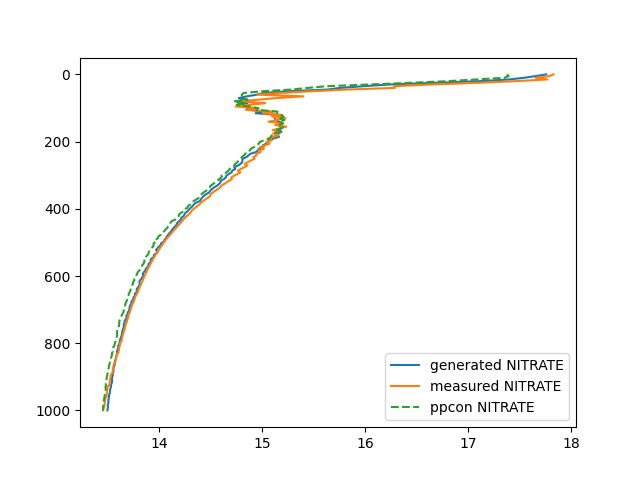 0
200
400
600
800
1000
14 15 16 17 18
generated NITRATE
measured NITRATE
ppcon NITRATE